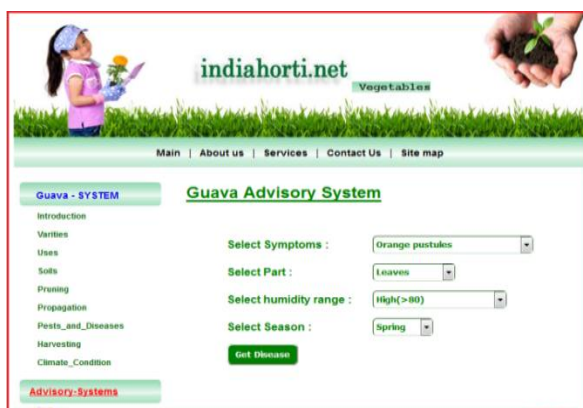 indiahorti.net
Vegetables
Main | About us | Services | Contact Us | Site map
Guava - SYSTEM
Introduction
Varities
Uses
Soils
Pruning
Propagation
Pests_and_Diseases
Harvesting
Climate_Condition
Advisory-Systems
Guava Advisory System
Select Symptoms : Orange pustules
Select Part : Leaves
Select humidity range : High(>80)
Select Season : Spring
Get Disease